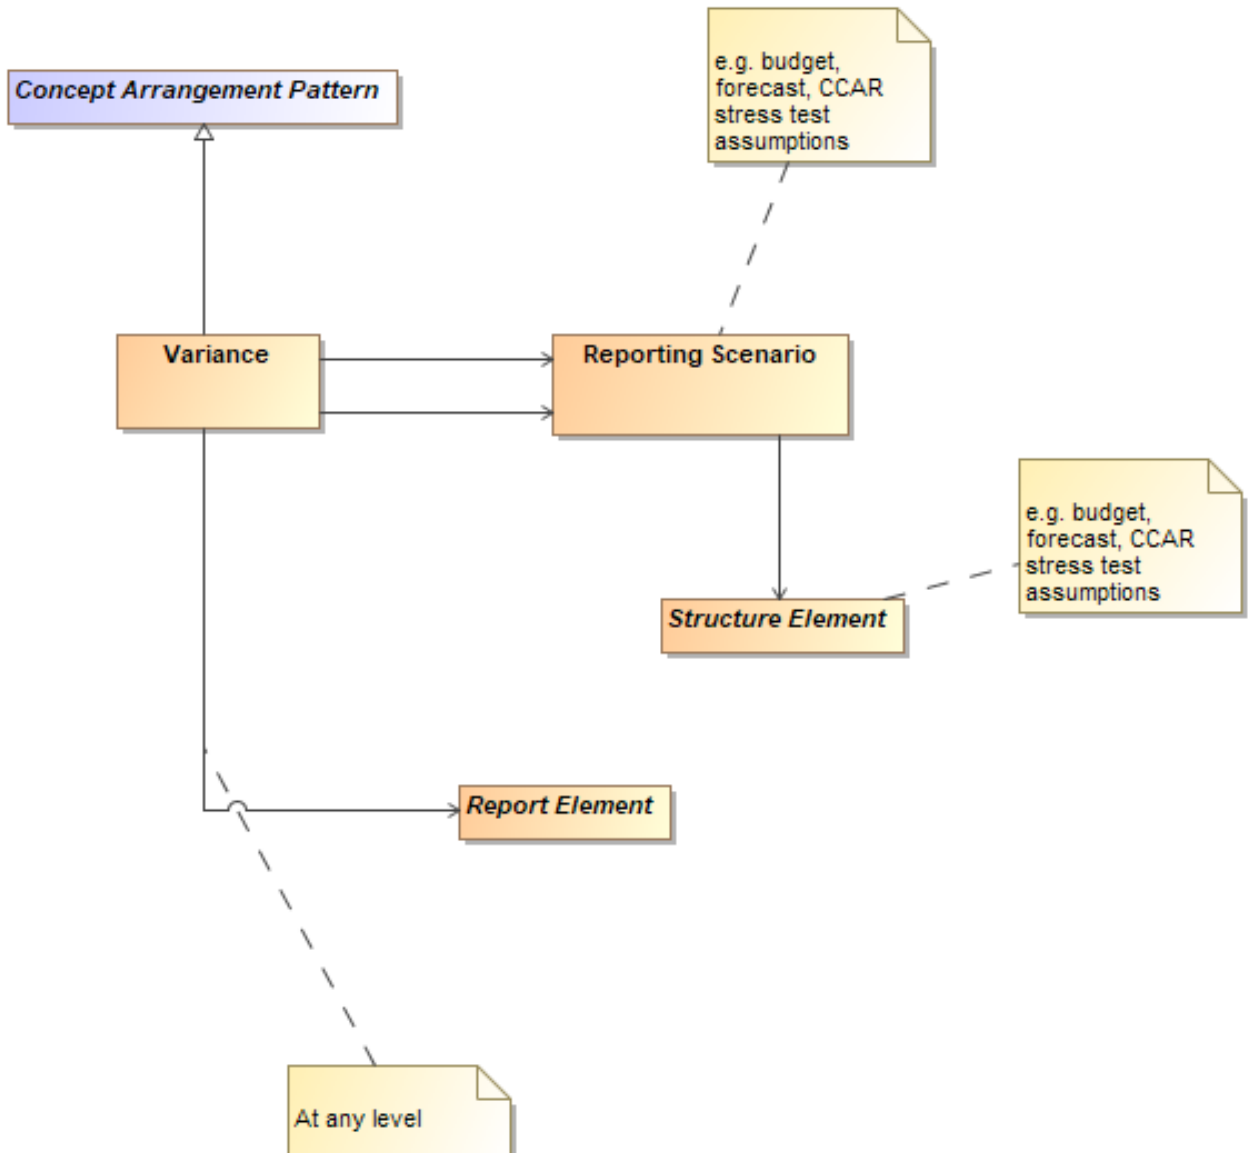 e.g. budget,
forecast, CCAR
stress test
assumptions
Concept Arrangement Pattern
Variance
Reporting Scenario
e.g. budget,
forecast, CCAR
stress test
assumptions
Structure Element
Report Element
At any level